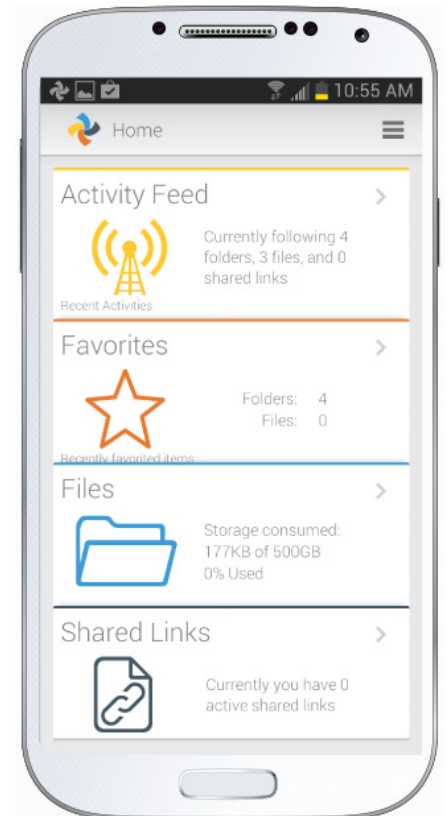 10:55 AM
Home
Activity Feed
Currently following 4
folders, 3 files, and 0
shared links
Recent Activities
Favorites
Folders: 4
Files: 0
Recently favorited items
Files
Storage consumed:
177KB of 500GB
0% Used
Shared Links
Currently you have 0
active shared links